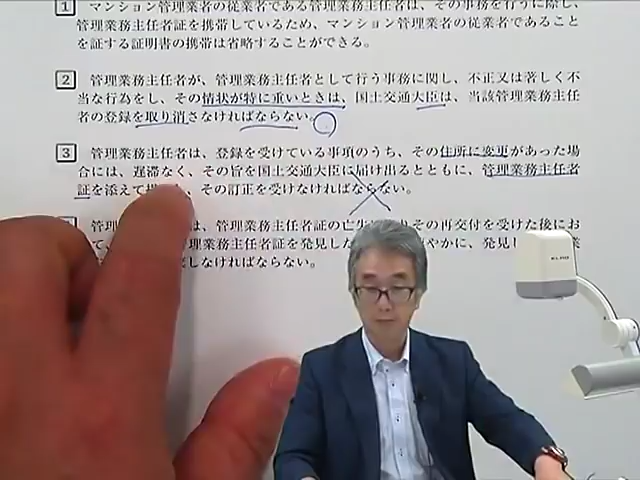 1 マンション管理業者の従業者である管理業務主任者は、その事務を行うに際し、
管理業務主任者証を携帯しているため、マンション管理業者の従業者であること
を証する証明書の携帯は省略することができる。
2 管理業務主任者が、管理業務主任者として行う事務に関し、不正又は著しく不
当な行為をし、その情状が特に重いときは、国土交通大臣は、当該管理業務主任
者の登録を取り消さなければならない。
3 管理業務主任者は、登録を受けている事項のうち、その住所に変更があった場
合には、遅滞なく、その旨を国土交通大臣に届け出るとともに、管理業務主任者
証を添えて提 、その訂正を受けなければならない。
は、管理業務主任者証の亡失 その再交付を受けた後にお
て、 理業務主任者証を発見した やかに、発見し
しなければならない。